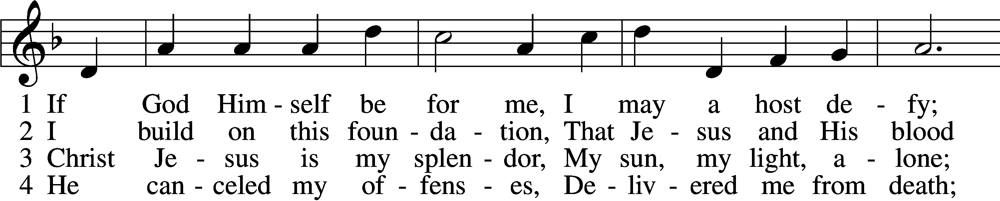 1 If God Him - self be for me, I may a host de - fy;
2 I build on this foun - da - tion, That Je - sus and His blood
3 Christ Je - sus is my splen - dor, My sun, my light, a - lone;
4 He can - celed my of - fens - es, De - liv - ered me from death;